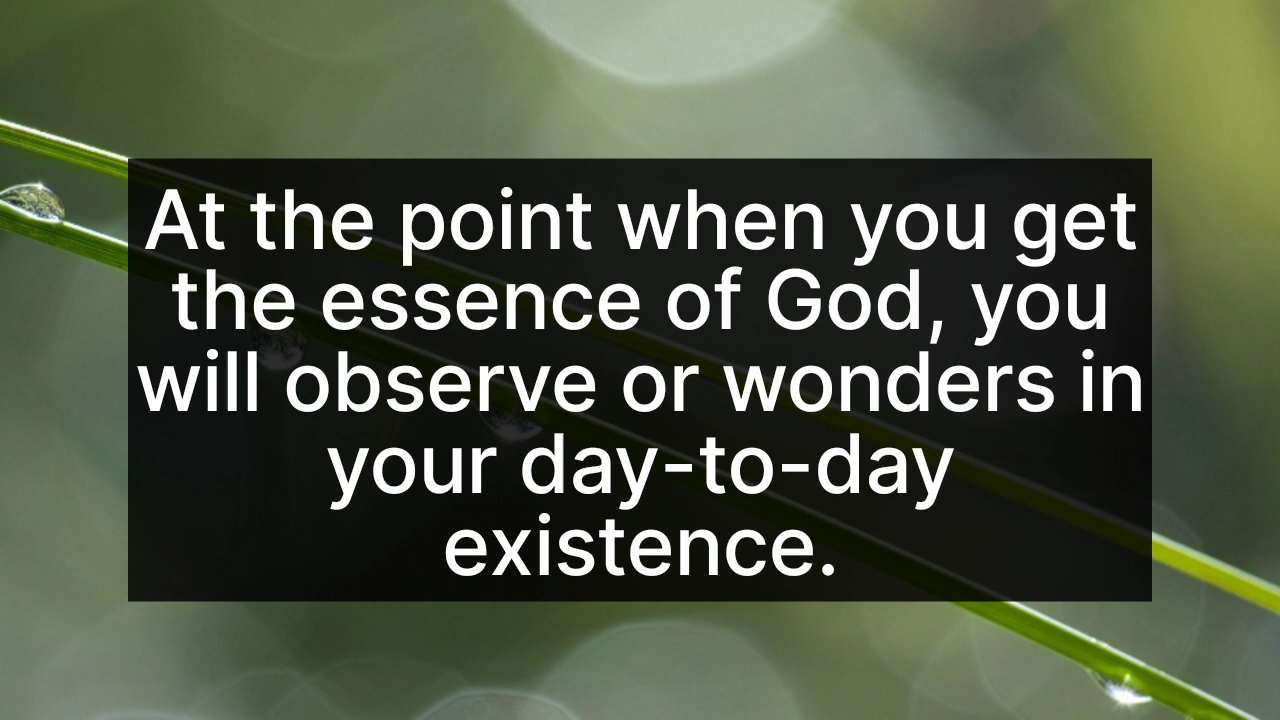 At the point when you get
the essence of God, you
will observe or wonders in
your day-to-day
existence.